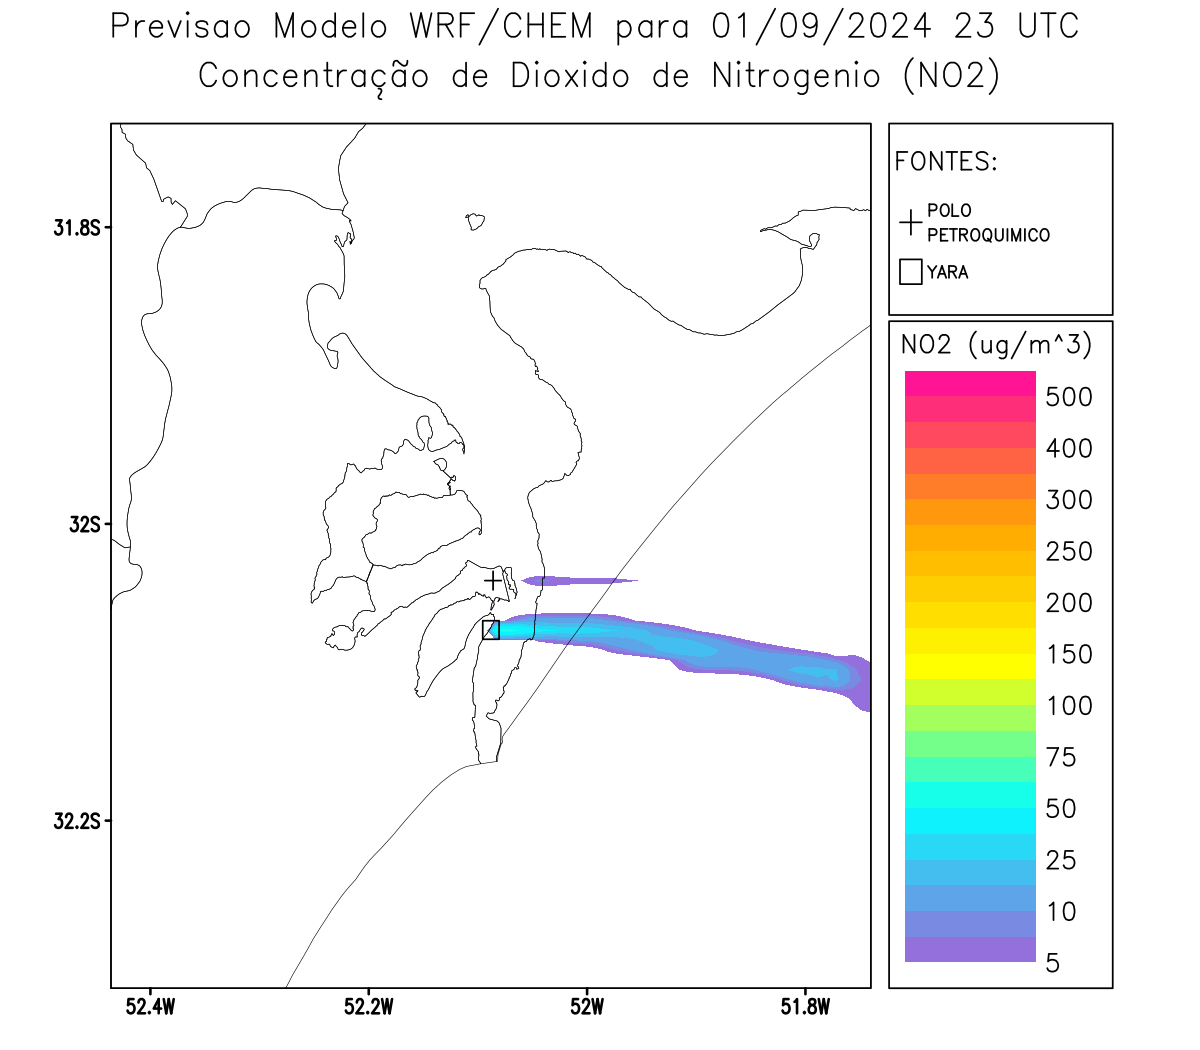 Previsao Modelo WRF/CHEM para 01/09/2024 23 UTC
Concentração de Dioxido de Nitrogenio (NO2)
FONTES:
POLO
PETROQUIMICO
YARA
NO2 (ug/m^3)
500
400
300
250
200
150
100
75
50
25
10
5
31.8S
32S
32.2S
52.4W
52.2W
52W
51.8W